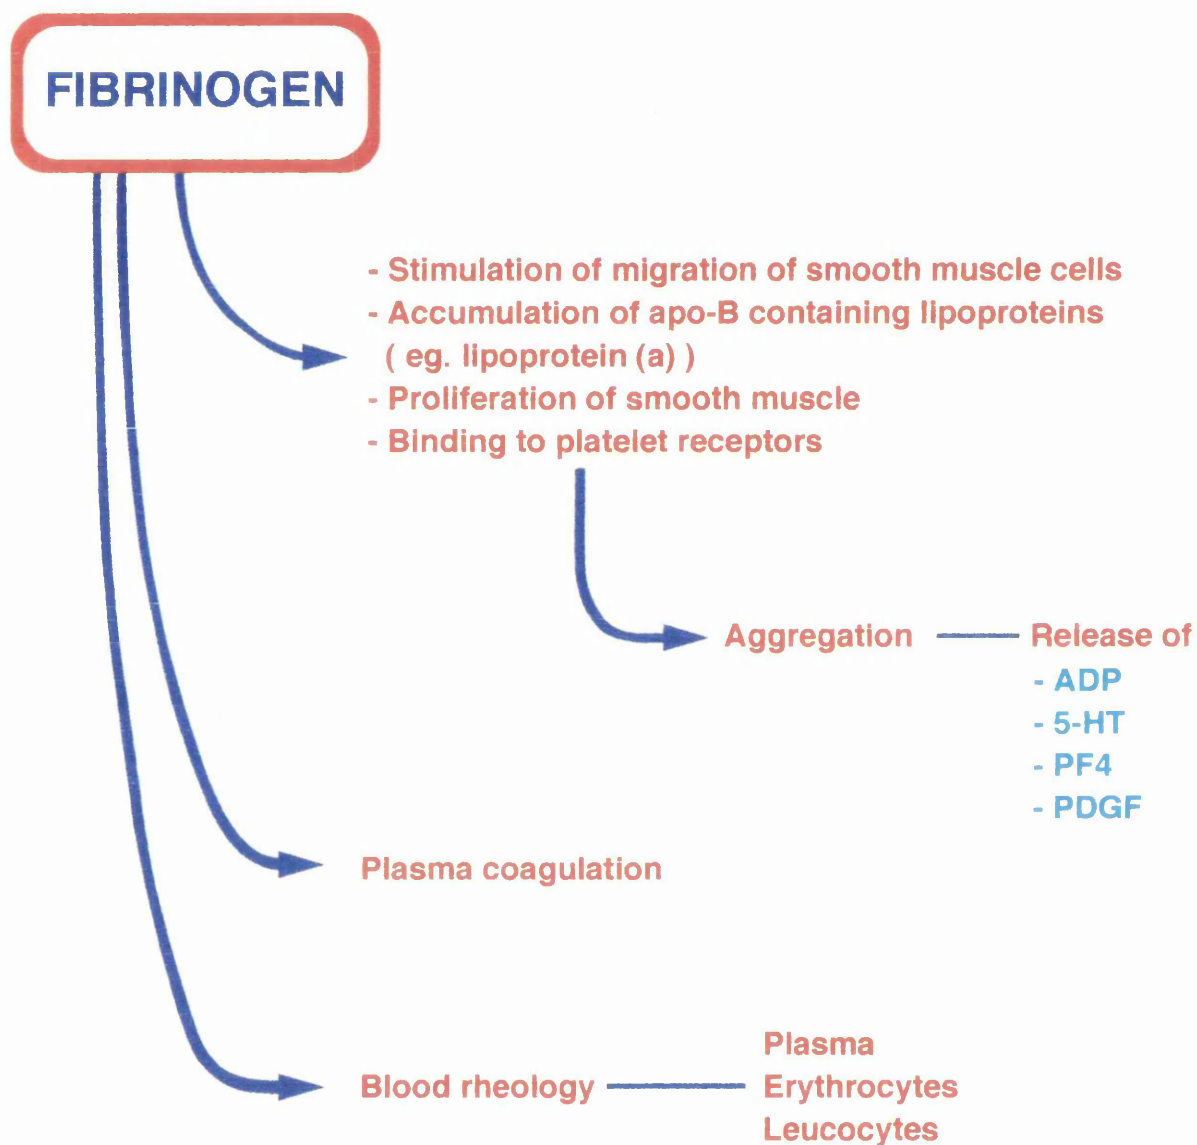 FIBRINOGEN
- Stimulation of migration of smooth muscle cells
- Accumulation of apo-B containing lipoproteins
( eg. lipoprotein (a) )
- Proliferation of smooth muscle
- Binding to platelet receptors
Aggregation
Release of
- ADP
- 5-HT
- PF4
- PDGF
Plasma coagulation
Blood rheology
Plasma
Erythrocytes
Leucocytes